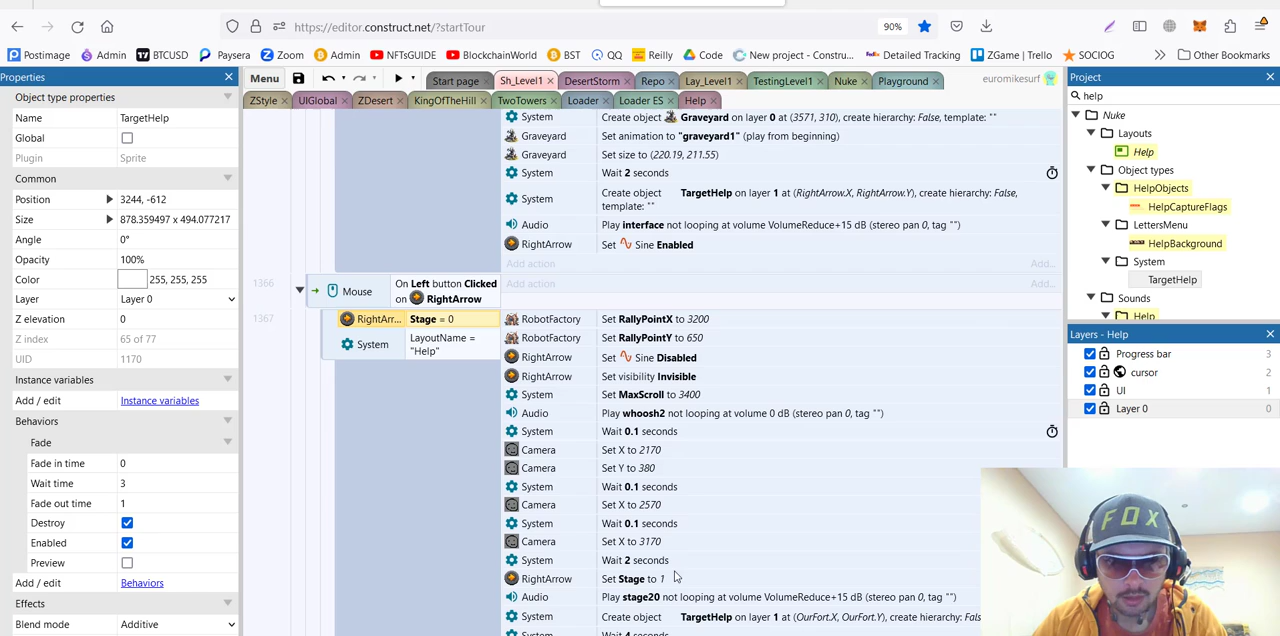 https://editor.construct.net/?startTour
90%
Postimage
Admin
BTCUSD
Paysera
Zoom
Admin
NFTsGUIDE
BlockchainWorld
BST
QQ
Reilly
Code
New project - Construc...
Detailed Tracking
ZGame | Trello
SOCIOG
Other Bookmarks
Properties
Menu
Start page
Sh_Level1
DesertStorm
Repo
Lay_Level1
TestingLevel1
Nuke
Playground
euromikesurf
ZStyle
UIGlobal
ZDesert
KingOfTheHill
TwoTowers
Loader
Loader ES
Help
Object type properties
Name TargetHelp
Global
Plugin Sprite
Common
Position 3244, -612
Size 878.359497 x 494.077217
Angle 0°
Opacity 100%
Color 255, 255, 255
Layer Layer 0
Z elevation 0
Z index 65 of 77
UID 1170
Instance variables
Add / edit Instance variables
Behaviors
Fade
Fade in time 0
Wait time 3
Fade out time 1
Destroy
Enabled
Preview
Add / edit Behaviors
Effects
Blend mode Additive
System Create object Graveyard on layer 0 at (3571, 310), create hierarchy: False, template: ""
Graveyard Set animation to "graveyard1" (play from beginning)
Graveyard Set size to (220.19, 211.55)
System Wait 2 seconds
System Create object TargetHelp on layer 1 at (RightArrow.X, RightArrow.Y), create hierarchy: False,
template: ""
Audio Play interface not looping at volume VolumeReduce+15 dB (stereo pan 0, tag "")
RightArrow Set Sine Enabled
Add action Add...
1366 Mouse On Left button Clicked
on RightArrow
Add action Add...
1367 RightArr... Stage = 0
System LayoutName =
"Help"
RobotFactory Set RallyPointX to 3200
RobotFactory Set RallyPointY to 650
RightArrow Set Sine Disabled
RightArrow Set visibility Invisible
System Set MaxScroll to 3400
Audio Play whoosh2 not looping at volume 0 dB (stereo pan 0, tag "")
System Wait 0.1 seconds
Camera Set X to 2170
Camera Set Y to 380
System Wait 0.1 seconds
Camera Set X to 2570
System Wait 0.1 seconds
Camera Set X to 3170
System Wait 2 seconds
RightArrow Set Stage to 1
Audio Play stage20 not looping at volume VolumeReduce+15 dB (stereo pan 0, tag "")
System Create object TargetHelp on layer 1 at (OurFort.X, OurFort.Y), create hierarchy: Fals
System Wait 4 seconds
Project
help
Nuke
Layouts
Help
Object types
HelpObjects
HelpCaptureFlags
LettersMenu
HelpBackground
System
TargetHelp
Sounds
Help
Layers - Help
Progress bar 3
cursor 2
UI 1
Layer 0 0
FOX